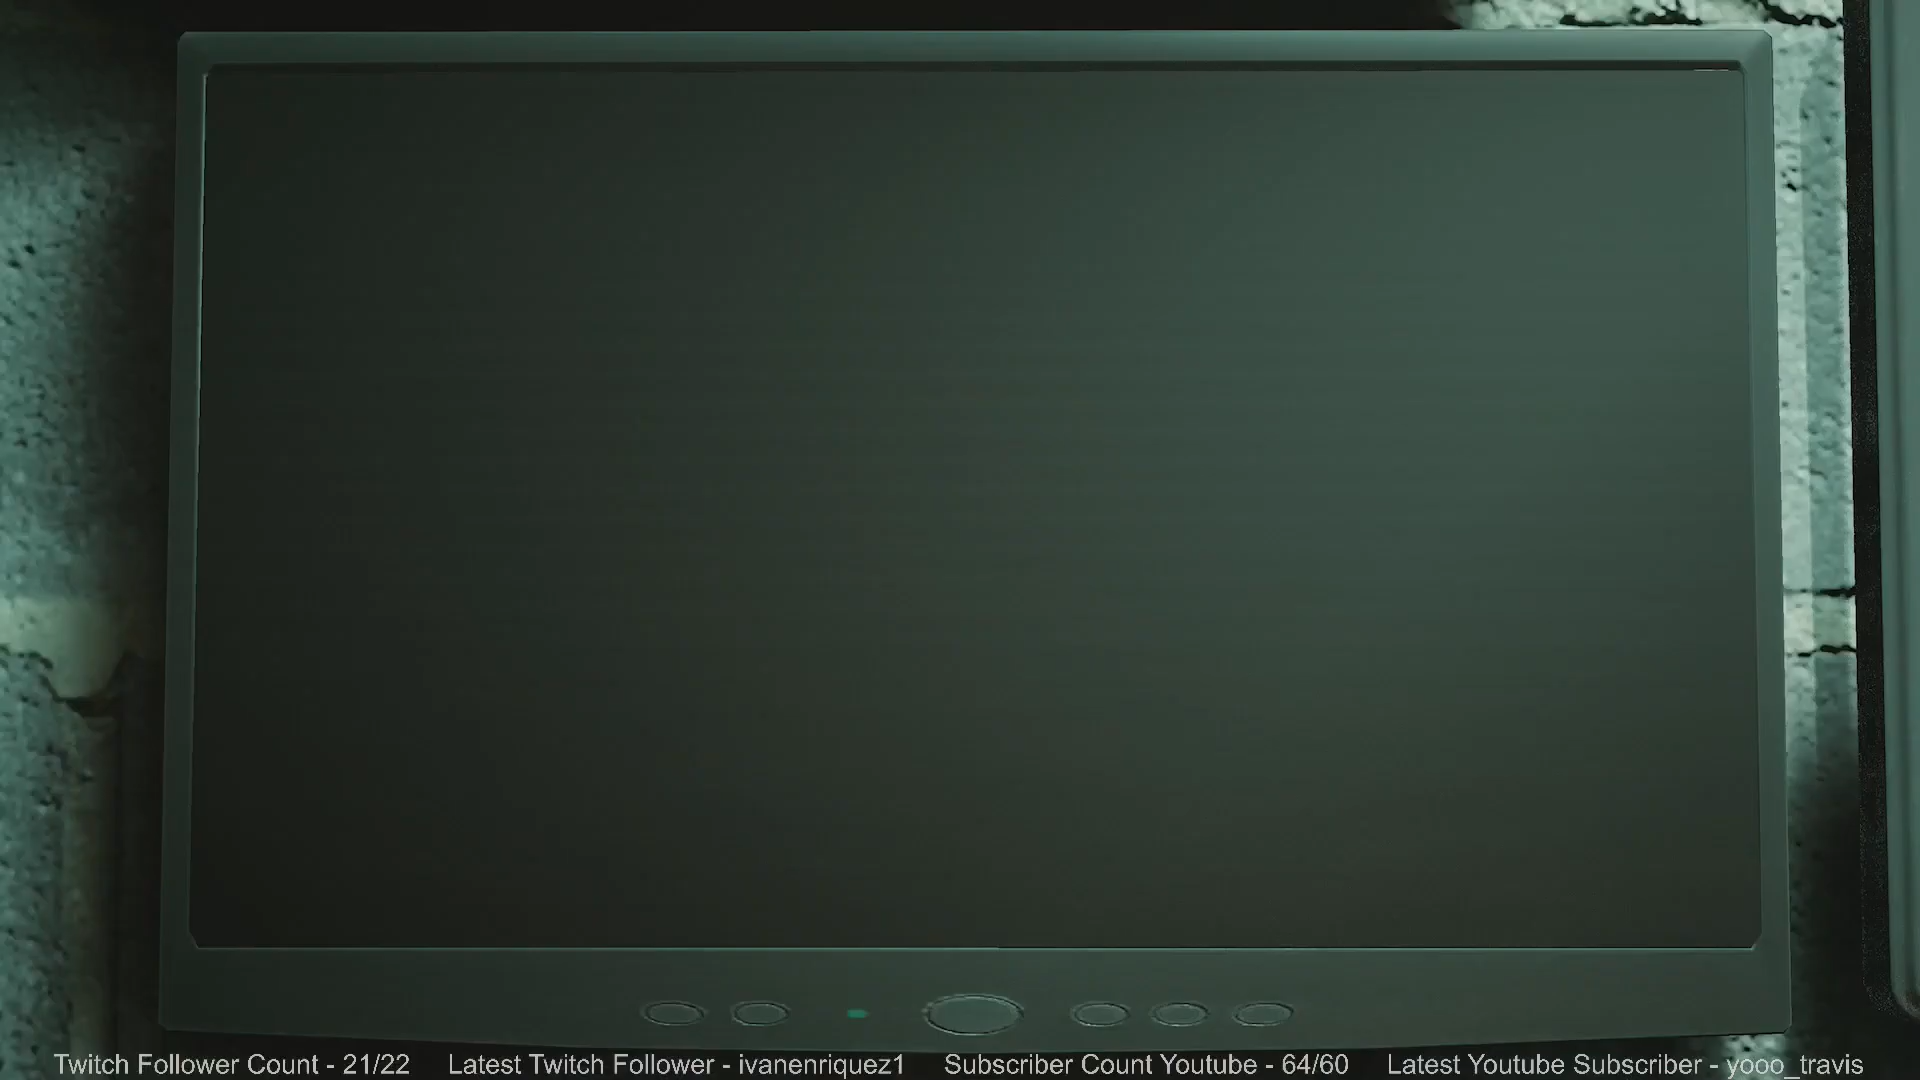 Twitch Follower Count - 21/22 Latest Twitch Follower - ivanenriquez1 Subscriber Count Youtube - 64/60 Latest Youtube Subscriber - yooo_travis